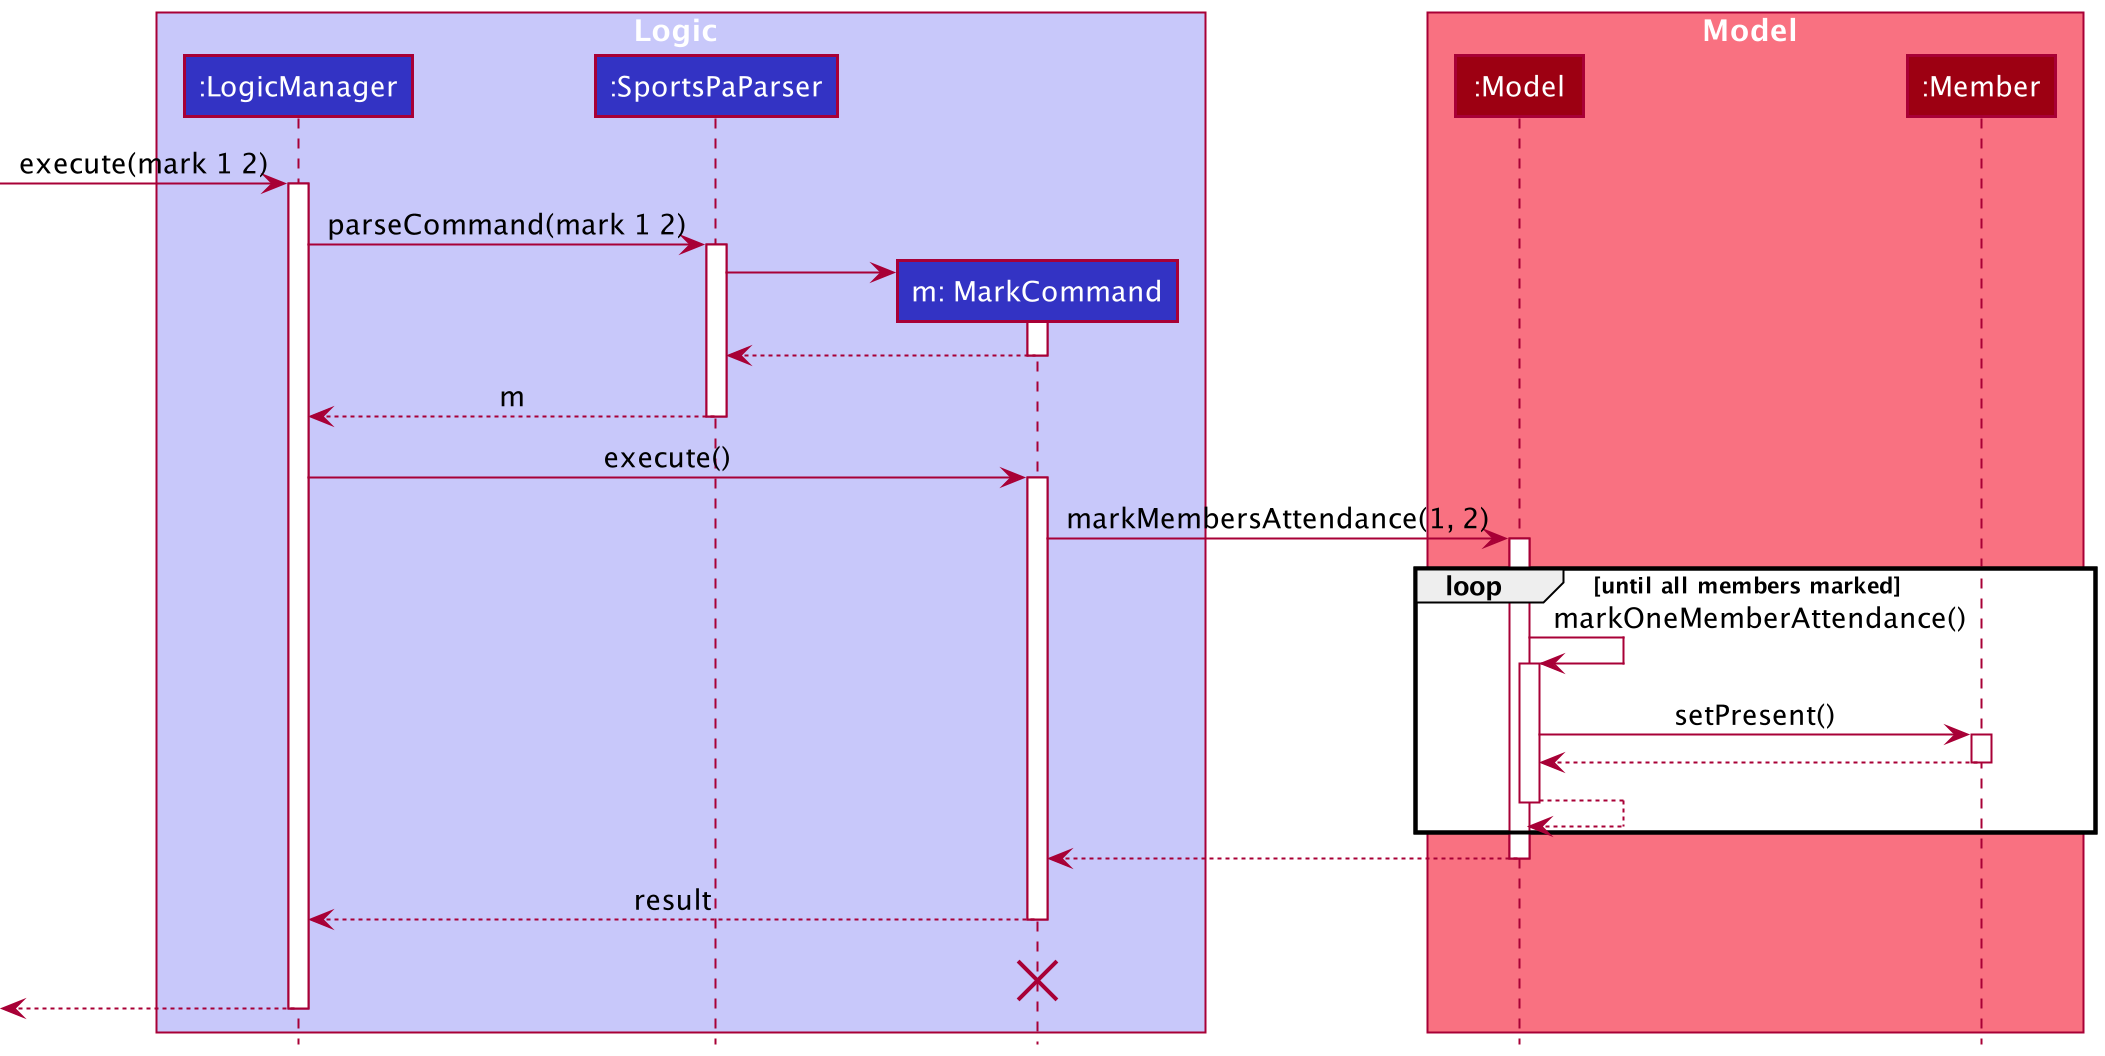 Logic
Model
:LogicManager
:SportsPaParser
:Model
:Member
execute(mark 1 2)
parseCommand(mark 1 2)
m: MarkCommand
m
execute()
markMembersAttendance(1, 2)
loop
[until all members marked]
markOneMemberAttendance()
setPresent()
result